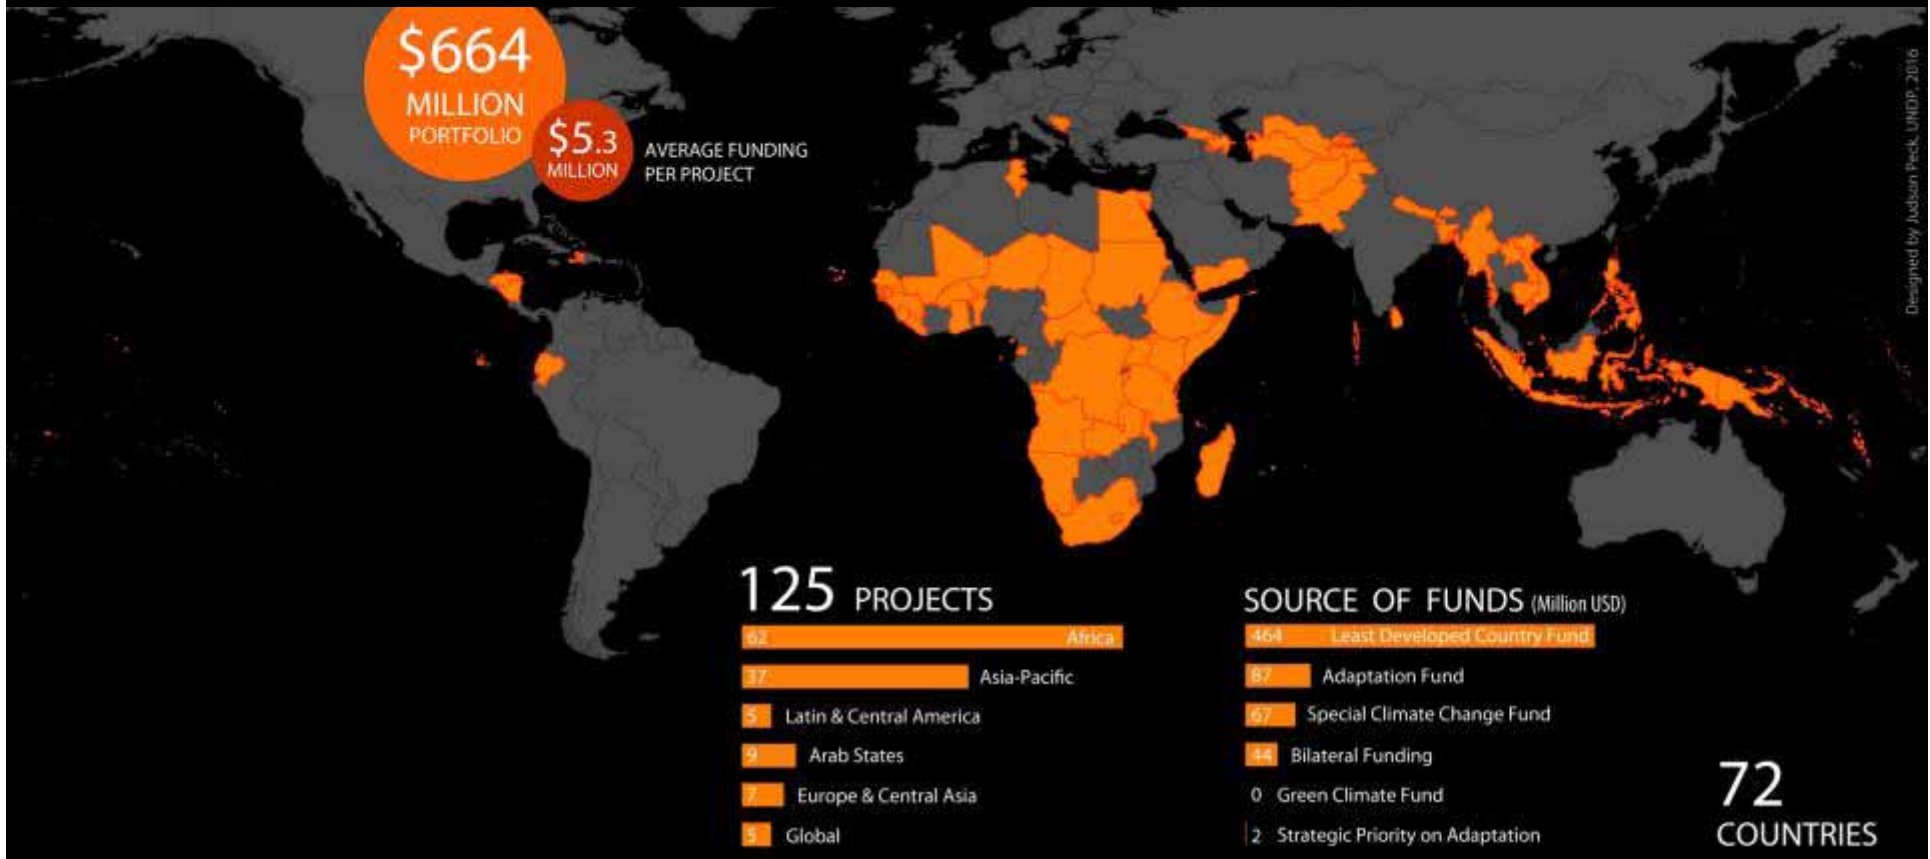 $664
MILLION
PORTFOLIO
$5.3
MILLION
AVERAGE FUNDING
PER PROJECT
Designed by Judson Peck, UNDP, 2016
125 PROJECTS
62 Africa
37 Asia-Pacific
5 Latin & Central America
9 Arab States
7 Europe & Central Asia
5 Global
SOURCE OF FUNDS (Million USD)
464 Least Developed Country Fund
87 Adaptation Fund
67 Special Climate Change Fund
44 Bilateral Funding
0 Green Climate Fund
2 Strategic Priority on Adaptation
72
COUNTRIES